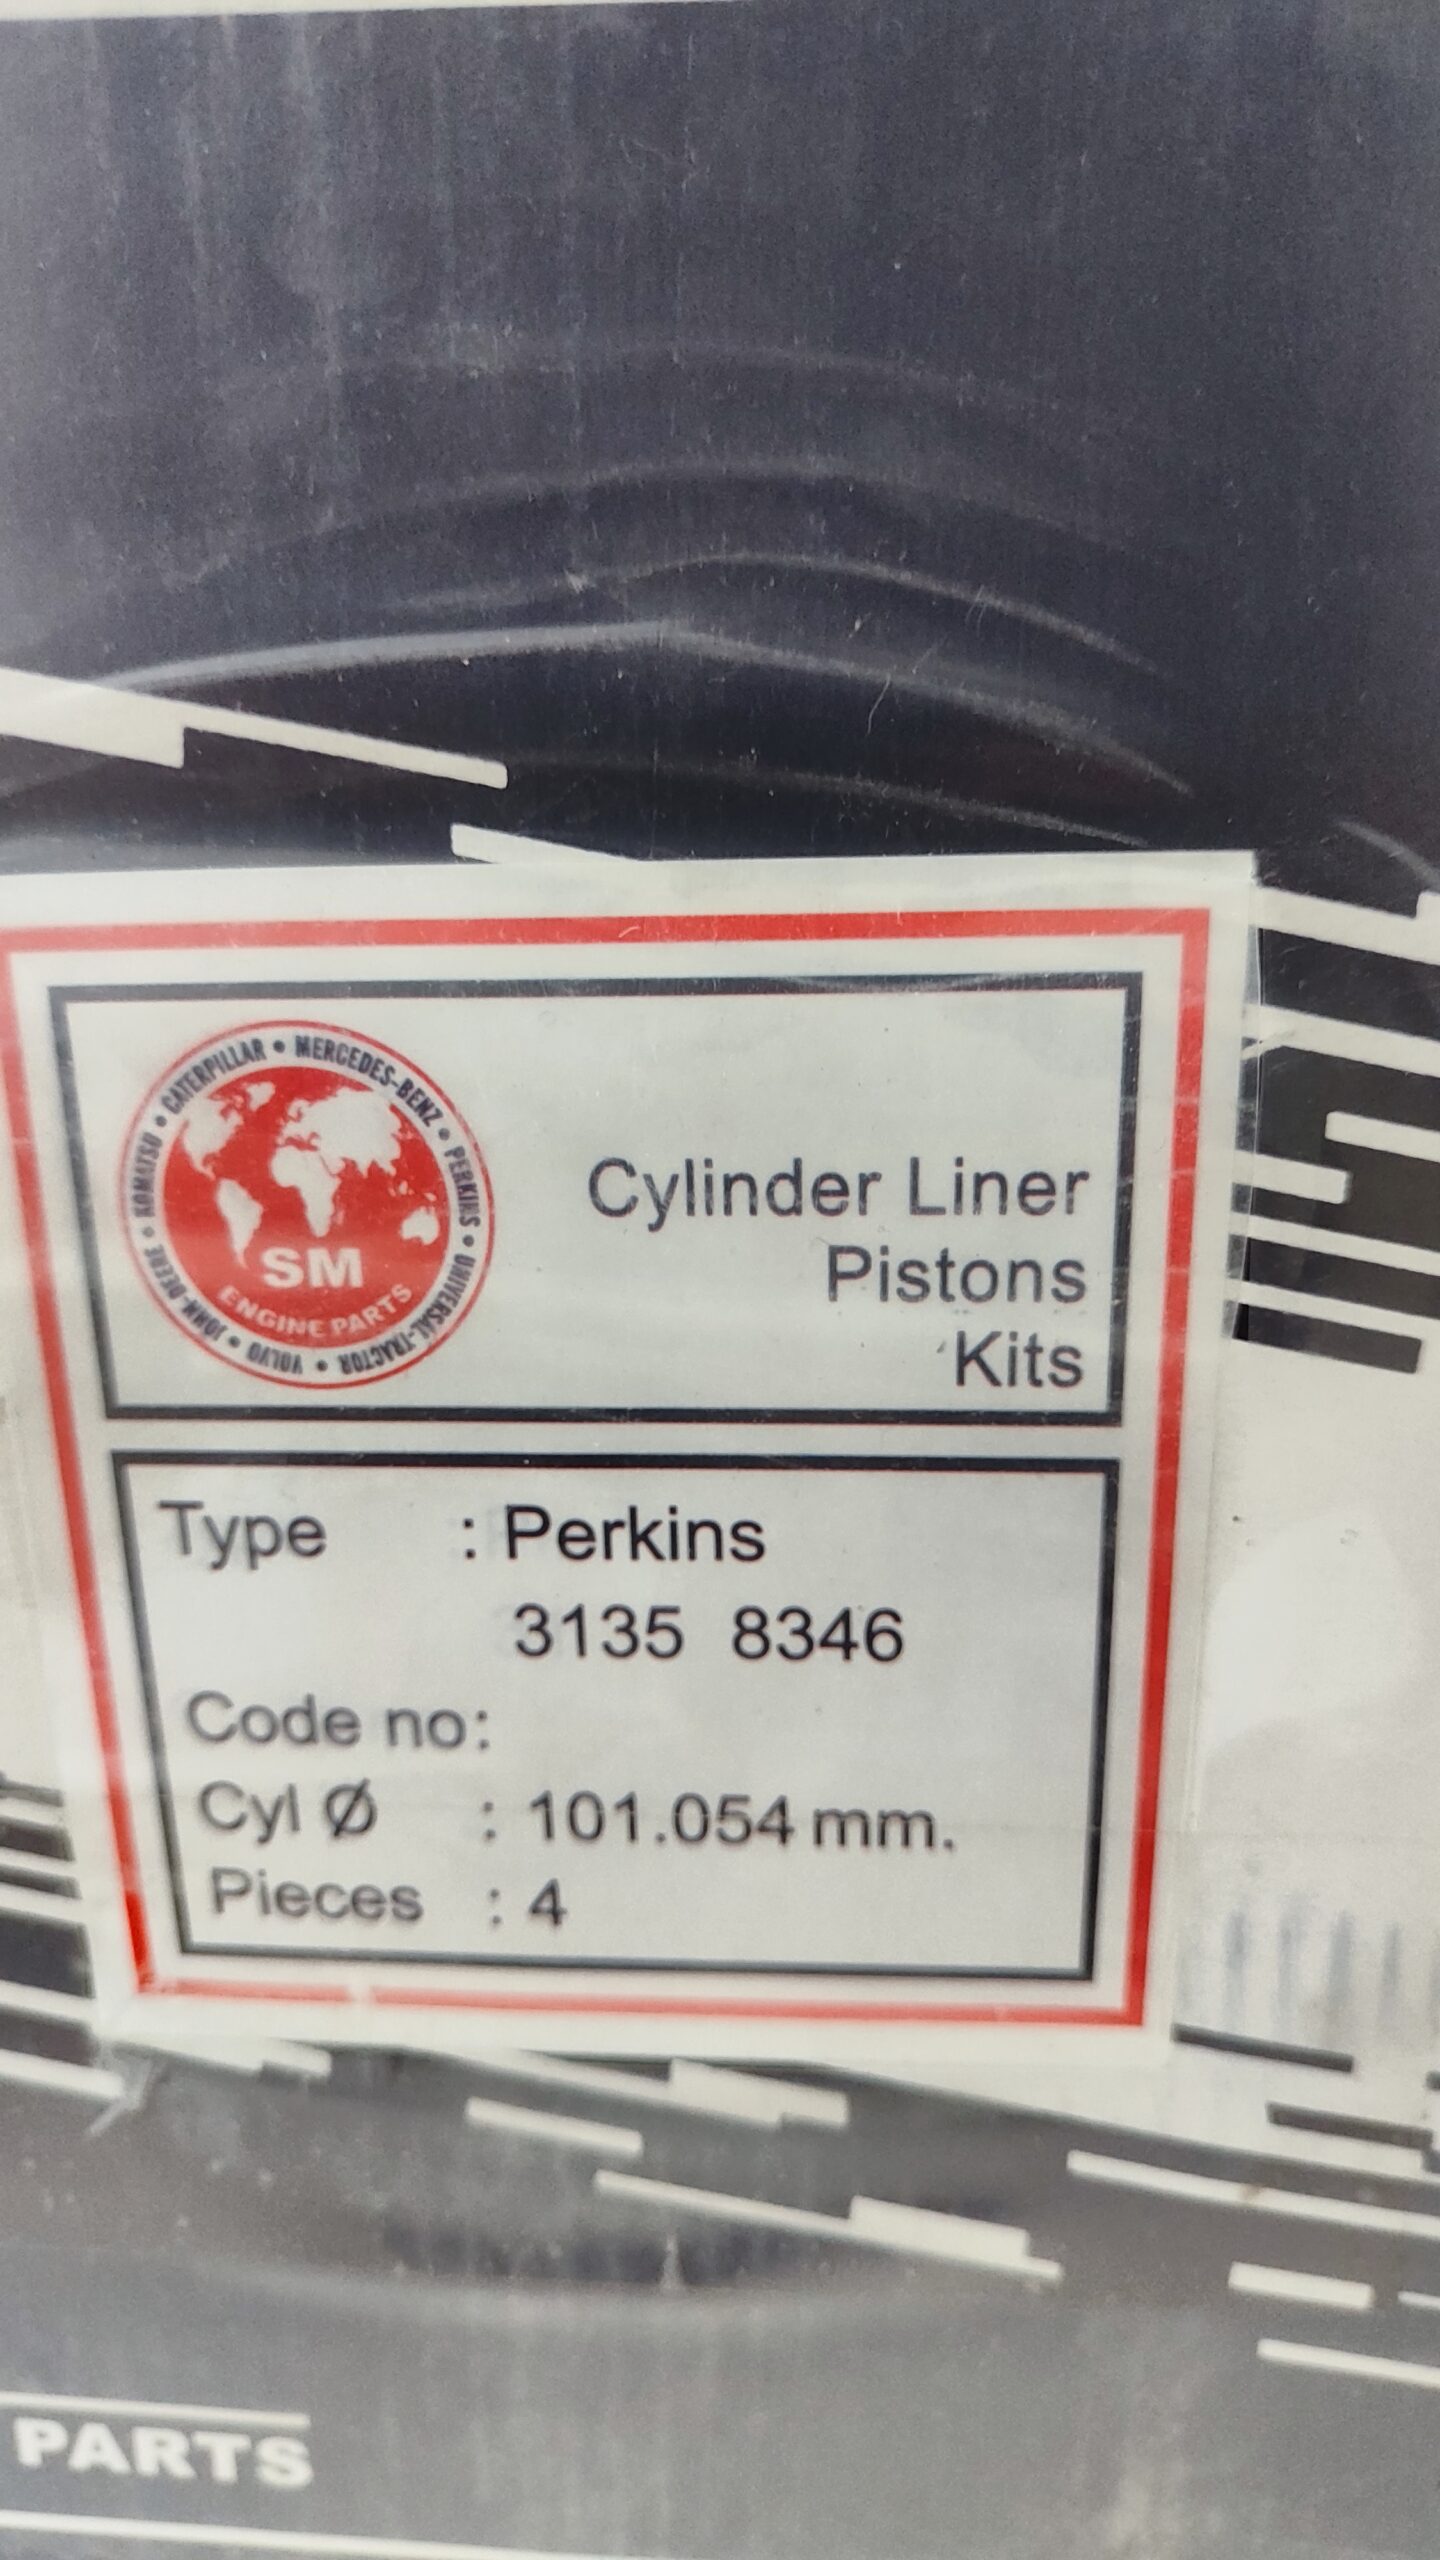 KOMATSU • CATERPILLAR • MERCEDES-BENZ • PERKINS • UNIVERSAL-TRACTOR • VOLVO • JOHN-DEERE •
SM
ENGINE PARTS
Cylinder Liner
Pistons
Kits
Type : Perkins
3135 8346
Code no:
Cyl Ø : 101.054 mm.
Pieces : 4
PARTS